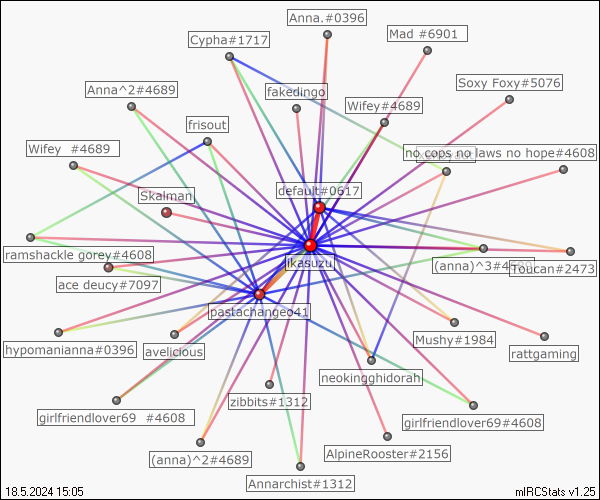 Anna.#0396
Mad #6901
Cypha#1717
Soxy Foxy#5076
Anna^2#4689
fakedingo
Wifey#4689
frisout
Wifey #4689
no cops no laws no hope#4608
default#0617
Skalman
ramshackle gorey#4608
ikasuzu
(anna)^3#4
Toucan#2473
ace deucy#7097
pastachangeo41
hypomanianna#0396
avelicious
Mushy#1984
rattgaming
neokingghidorah
zibbits#1312
girlfriendlover69 #4608
girlfriendlover69#4608
AlpineRooster#2156
(anna)^2#4689
Annarchist#1312
18.5.2024 15:05
mIRCStats v1.25